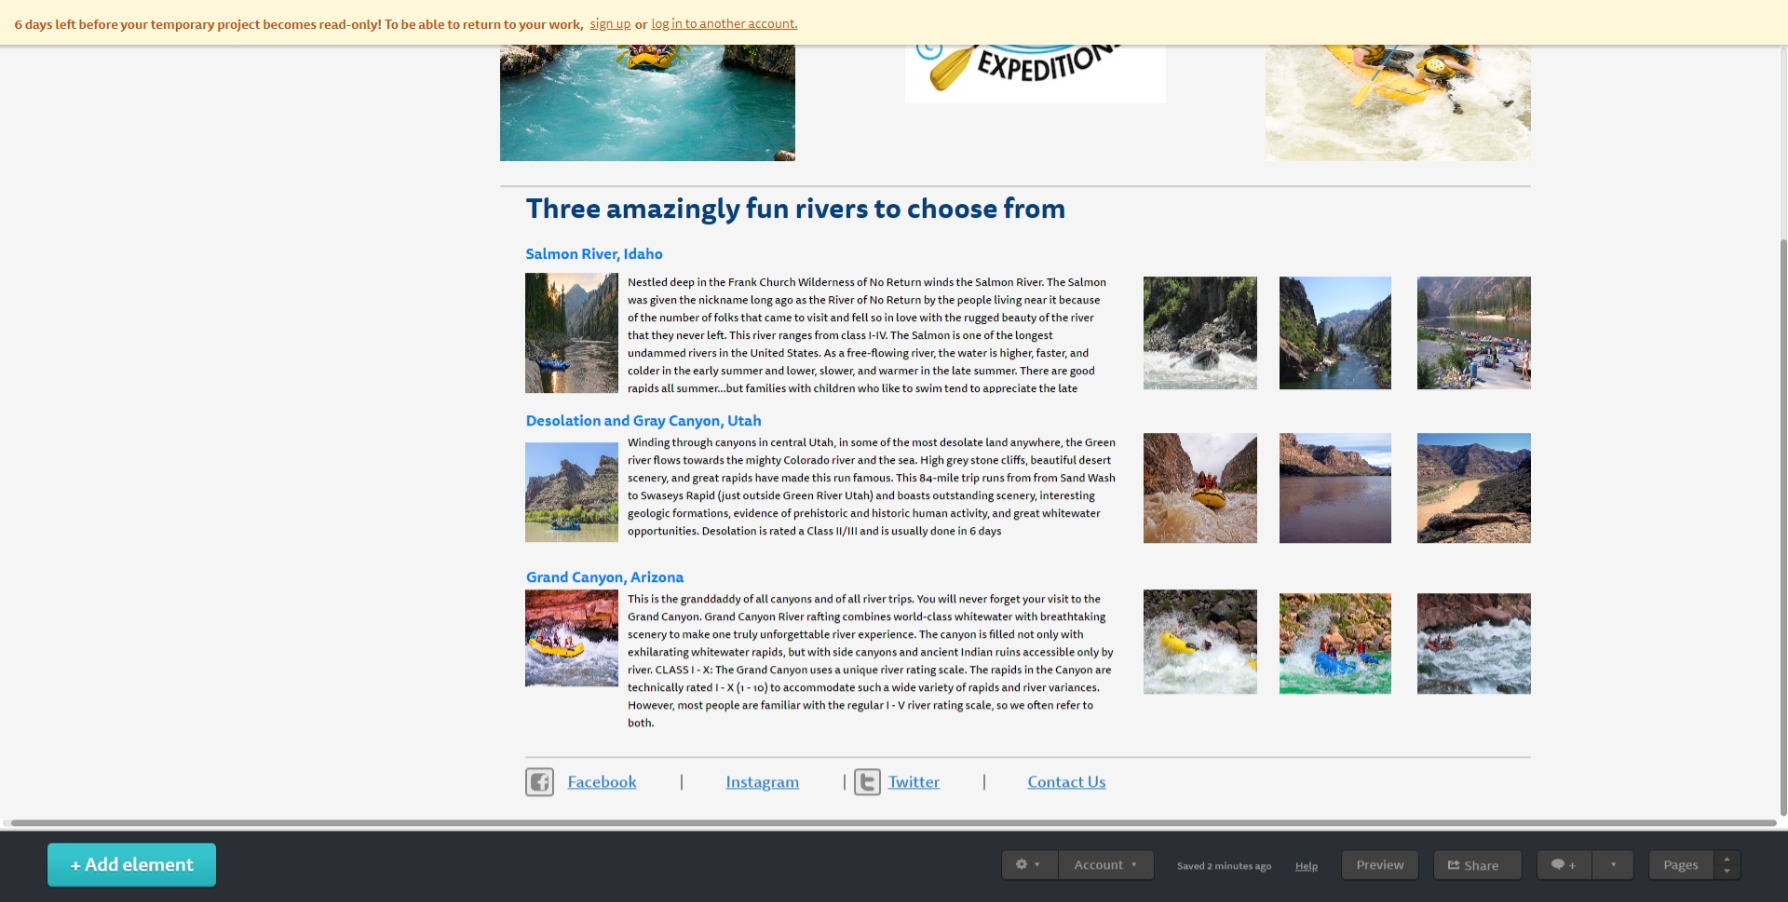 6 days left before your temporary project becomes read-only! To be able to return to your work, sign up or log in to another account.
EXPEDITIONS
Three amazingly fun rivers to choose from
Salmon River, Idaho
Nestled deep in the Frank Church Wilderness of No Return winds the Salmon River. The Salmon
was given the nickname long ago as the River of No Return by the people living near it because
of the number of folks that came to visit and fell so in love with the rugged beauty of the river
that they never left. This river ranges from class I-IV. The Salmon is one of the longest
undammed rivers in the United States. As a free-flowing river, the water is higher, faster, and
colder in the early summer and lower, slower, and warmer in the late summer. There are good
rapids all summer...but families with children who like to swim tend to appreciate the late
Desolation and Gray Canyon, Utah
Winding through canyons in central Utah, in some of the most desolate land anywhere, the Green
river flows towards the mighty Colorado river and the sea. High grey stone cliffs, beautiful desert
scenery, and great rapids have made this run famous. This 84-mile trip runs from from Sand Wash
to Swaseys Rapid (just outside Green River Utah) and boasts outstanding scenery, interesting
geologic formations, evidence of prehistoric and historic human activity, and great whitewater
opportunities. Desolation is rated a Class II/III and is usually done in 6 days
Grand Canyon, Arizona
This is the granddaddy of all canyons and of all river trips. You will never forget your visit to the
Grand Canyon. Grand Canyon River rafting combines world-class whitewater with breathtaking
scenery to make one truly unforgettable river experience. The canyon is filled not only with
exhilarating whitewater rapids, but with side canyons and ancient Indian ruins accessible only by
river. CLASS I - X: The Grand Canyon uses a unique river rating scale. The rapids in the Canyon are
technically rated I - X (1 - 10) to accommodate such a wide variety of rapids and river variances.
However, most people are familiar with the regular I - V river rating scale, so we often refer to
both.
Facebook | Instagram | Twitter | Contact Us
+ Add element Account Saved 2 minutes ago Help Preview Share + Pages